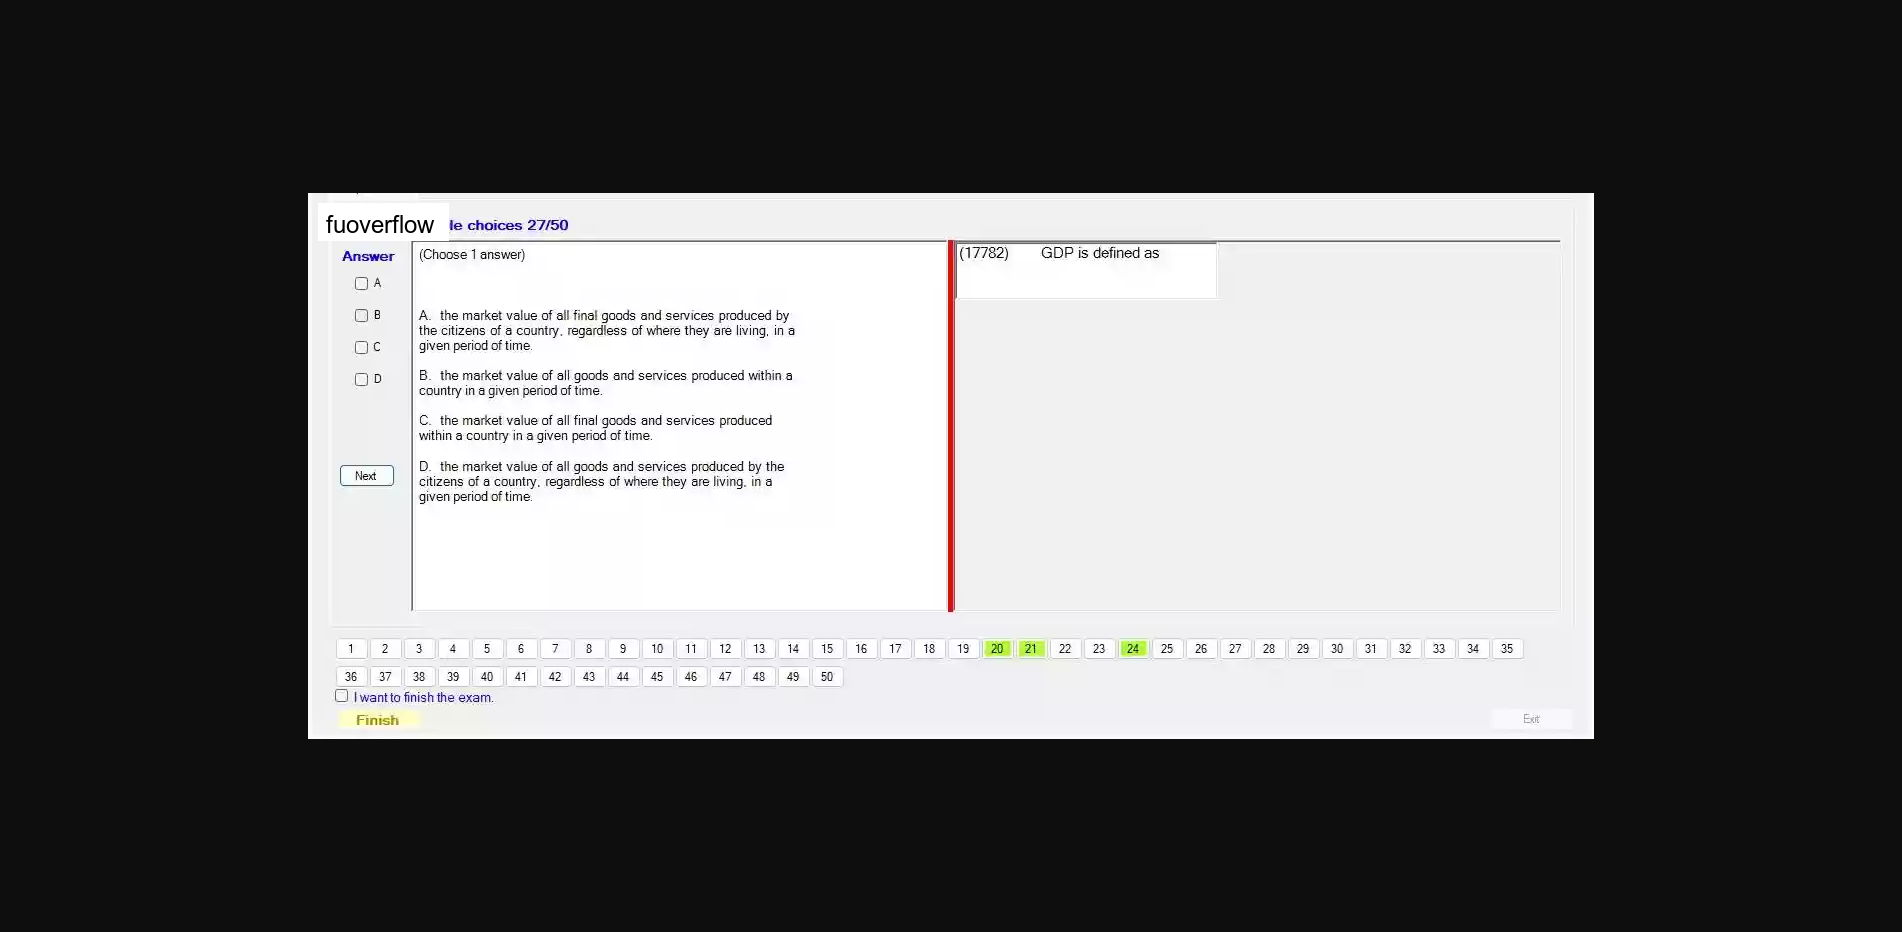 fuoverflow le choices 27/50
Answer
(Choose 1 answer)
(17782) GDP is defined as
A
B
C
D
A. the market value of all final goods and services produced by
the citizens of a country, regardless of where they are living, in a
given period of time.
B. the market value of all goods and services produced within a
country in a given period of time.
C. the market value of all final goods and services produced
within a country in a given period of time.
D. the market value of all goods and services produced by the
citizens of a country, regardless of where they are living, in a
given period of time.
Next
1 2 3 4 5 6 7 8 9 10 11 12 13 14 15 16 17 18 19 20 21 22 23 24 25 26 27 28 29 30 31 32 33 34 35
36 37 38 39 40 41 42 43 44 45 46 47 48 49 50
I want to finish the exam.
Finish
Exit